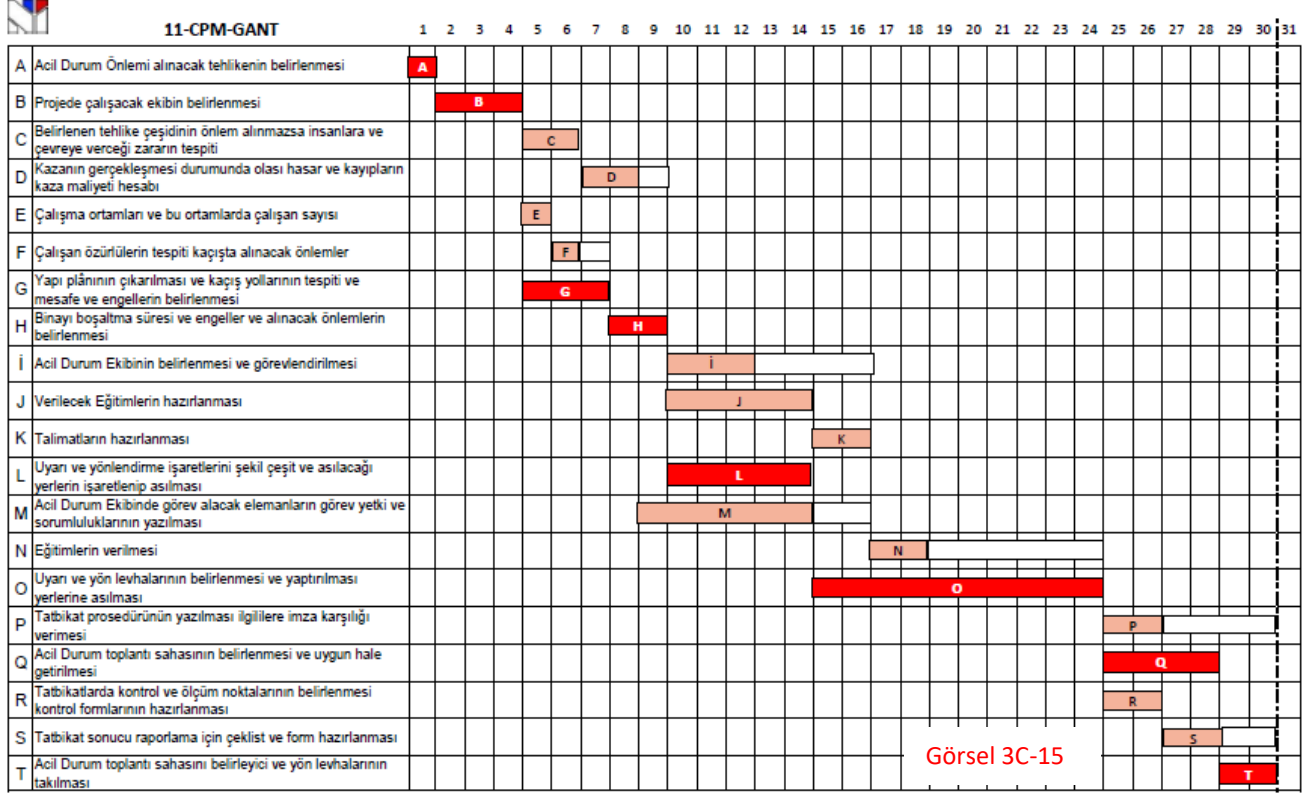 11-CPM-GANT 1 2 3 4 5 6 7 8 9 10 11 12 13 14 15 16 17 18 19 20 21 22 23 24 25 26 27 28 29 30 31
A Acil Durum Önlemi alınacak tehlikenin belirlenmesi A
B Projede çalışacak ekibin belirlenmesi B
C Belirlenen tehlike çeşidinin önlem alınmazsa insanlara ve
çevreye vereceği zararın tespiti C
D Kazanın gerçekleşmesi durumunda olası hasar ve kayıpların
kaza maliyeti hesabı D
E Çalışma ortamları ve bu ortamlarda çalışan sayısı E
F Çalışan özürlülerin tespiti kaçışta alınacak önlemler F
G Yapı plânının çıkarılması ve kaçış yollarının tespiti ve
mesafe ve engellerin belirlenmesi G
H Binayı boşaltma süresi ve engeller ve alınacak önlemlerin
belirlenmesi H
İ Acil Durum Ekibinin belirlenmesi ve görevlendirilmesi İ
J Verilecek Eğitimlerin hazırlanması J
K Talimatların hazırlanması K
L Uyarı ve yönlendirme işaretlerini şekil çeşit ve asılacağı
yerlerin işaretlenip asılması L
M Acil Durum Ekibinde görev alacak elemanların görev yetki ve
sorumluluklarının yazılması M
N Eğitimlerin verilmesi N
O Uyarı ve yön levhalarının belirlenmesi ve yaptırılması
yerlerine asılması O
P Tatbikat prosedürünün yazılması ilgililere imza karşılığı
verimesi P
Q Acil Durum toplantı sahasının belirlenmesi ve uygun hale
getirilmesi Q
R Tatbikatlarda kontrol ve ölçüm noktalarının belirlenmesi
kontrol formlarının hazırlanması R
S Tatbikat sonucu raporlama için çeklist ve form hazırlanması S
Görsel 3C-15
T Acil Durum toplantı sahasını belirleyici ve yön levhalarının
takılması T